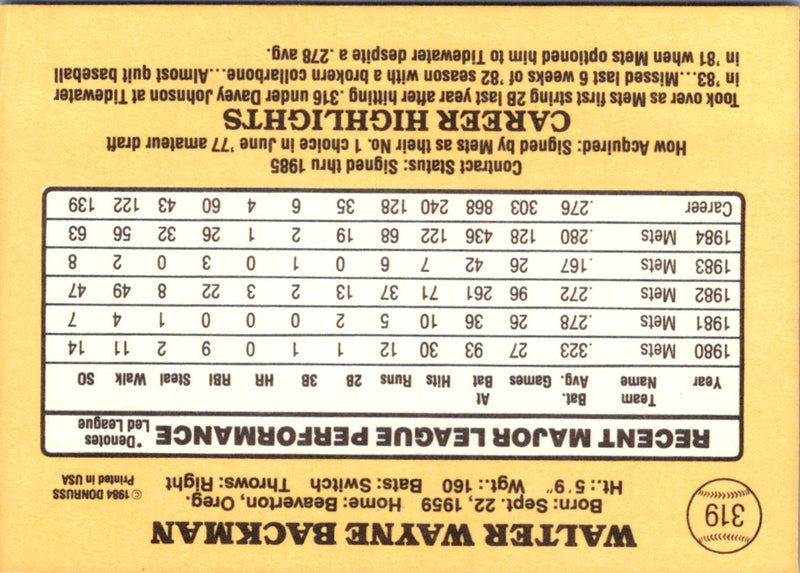 319
WALTER WAYNE BACKMAN
Born: Sept. 22, 1959 Home: Beaverton, Oreg.
Ht.: 5'9" Wgt.: 160 Bats: Switch Throws: Right
© 1984 DONRUSS
Printed in USA
RECENT MAJOR LEAGUE PERFORMANCE
*Denotes
Led League
Year Team Name Bat. Avg. Games At Bat Hits Runs 2B 3B HR RBI Steal Walk SO
1980 Mets .323 27 93 30 12 1 1 0 9 2 11 14
1981 Mets .278 26 36 10 5 2 0 0 0 1 4 7
1982 Mets .272 96 261 71 37 13 2 3 22 8 49 47
1983 Mets .167 26 42 7 6 0 1 0 3 0 2 8
1984 Mets .280 128 436 122 68 19 2 1 26 32 56 63
Career .276 303 868 240 128 35 6 4 60 43 122 139
Contract Status: Signed thru 1985
How Acquired: Signed by Mets as their No. 1 choice in June '77 amateur draft
CAREER HIGHLIGHTS
Took over as Mets first string 2B last year after hitting .316 under Davey Johnson at Tidewater
in '83...Missed last 6 weeks of '82 season with a brokern collarbone...Almost quit baseball
in '81 when Mets optioned him to Tidewater despite a .278 avg.